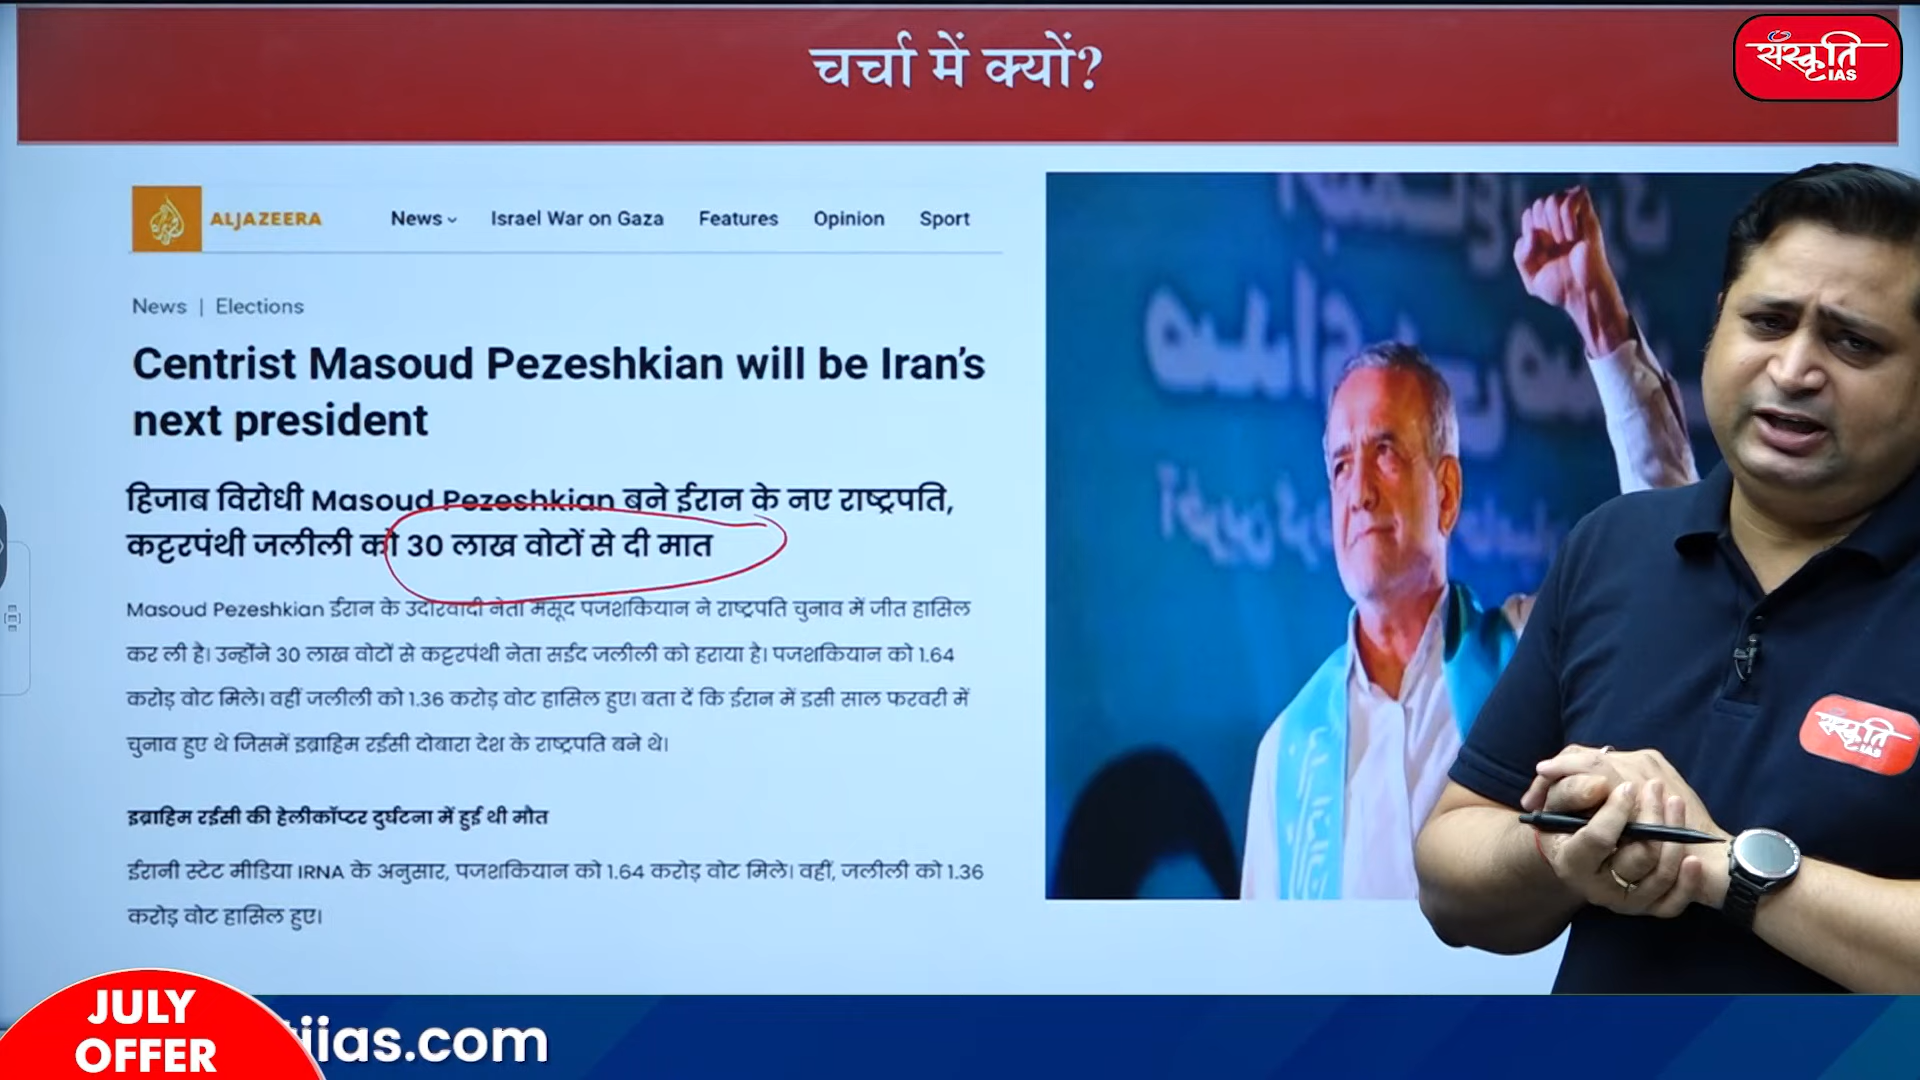 चर्चा में क्यों?
संस्कृति
IAS
ALJAZEERA
News Israel War on Gaza Features Opinion Sport
News | Elections
Centrist Masoud Pezeshkian will be Iran’s
next president
हिजाब विरोधी Masoud Pezeshkian बने ईरान के नए राष्ट्रपति,
कट्टरपंथी जलीली को 30 लाख वोटों से दी मात
Masoud Pezeshkian ईरान के उदारवादी नेता मसूद पजशकियान ने राष्ट्रपति चुनाव में जीत हासिल
कर ली है। उन्होंने 30 लाख वोटों से कट्टरपंथी नेता सईद जलीली को हराया है। पजशकियान को 1.64
करोड़ वोट मिले। वहीं जलीली को 1.36 करोड़ वोट हासिल हुए। बता दें कि ईरान में इसी साल फरवरी में
चुनाव हुए थे जिसमें इब्राहिम रईसी दोबारा देश के राष्ट्रपति बने थे।
इब्राहिम रईसी की हेलीकॉप्टर दुर्घटना में हुई थी मौत
ईरानी स्टेट मीडिया IRNA के अनुसार, पजशकियान को 1.64 करोड़ वोट मिले। वहीं, जलीली को 1.36
करोड़ वोट हासिल हुए।
संस्कृति
IAS
JULY
OFFER
iias.com